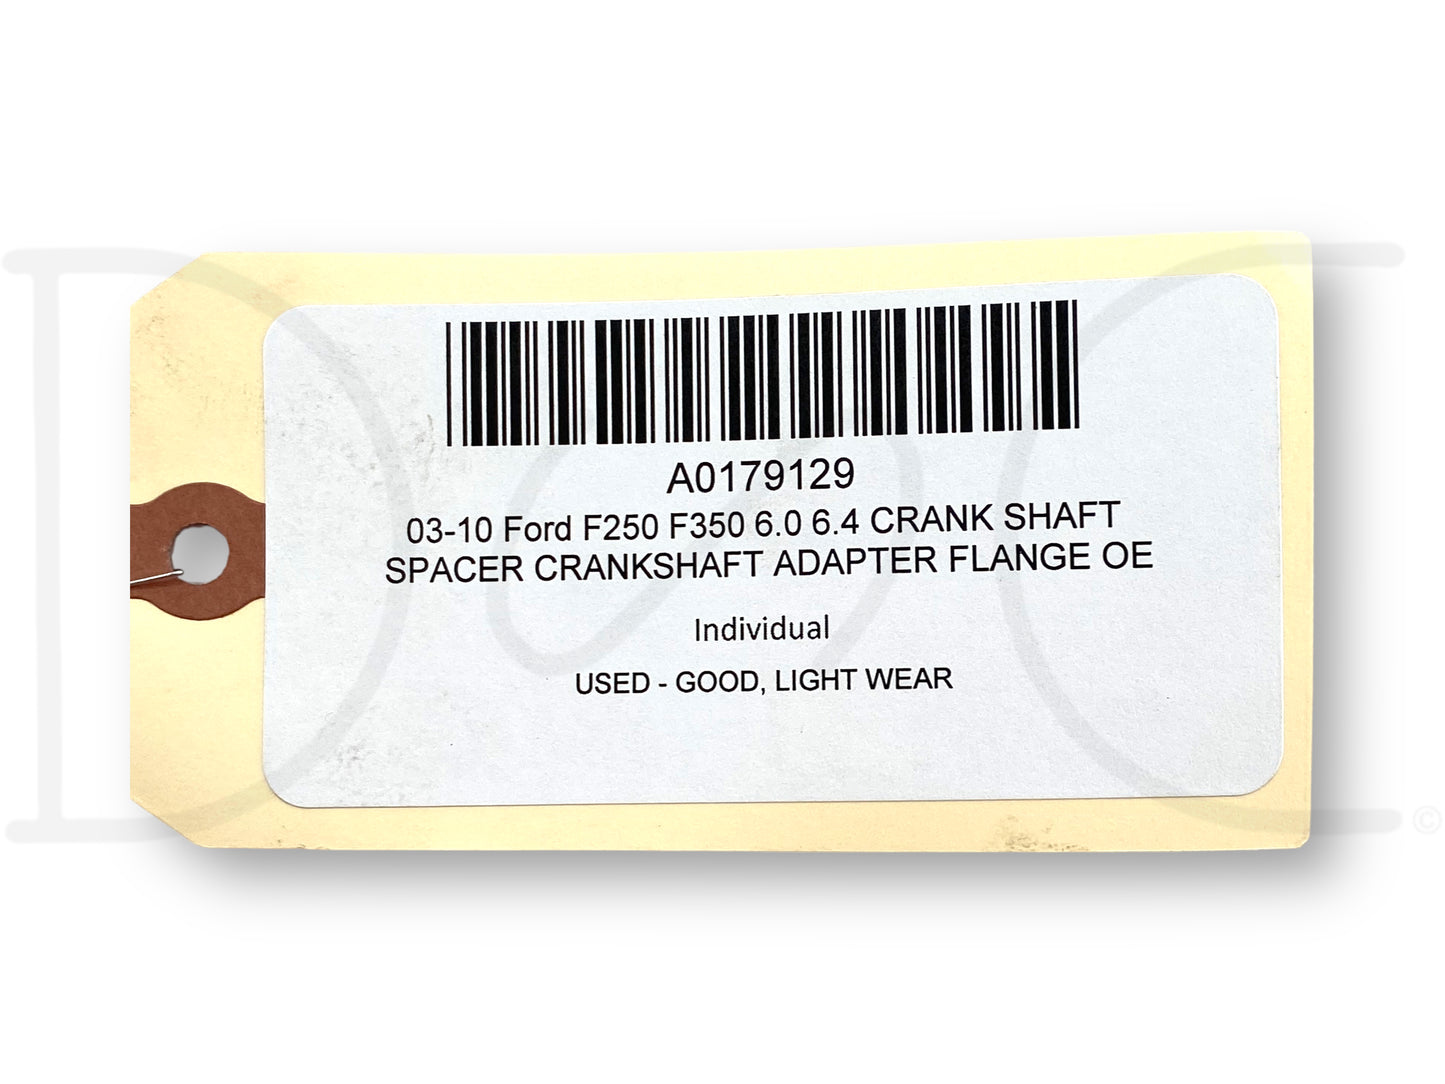 A0179129
03-10 Ford F250 F350 6.0 6.4 CRANK SHAFT
SPACER CRANKSHAFT ADAPTER FLANGE OE
Individual
USED - GOOD, LIGHT WEAR
©